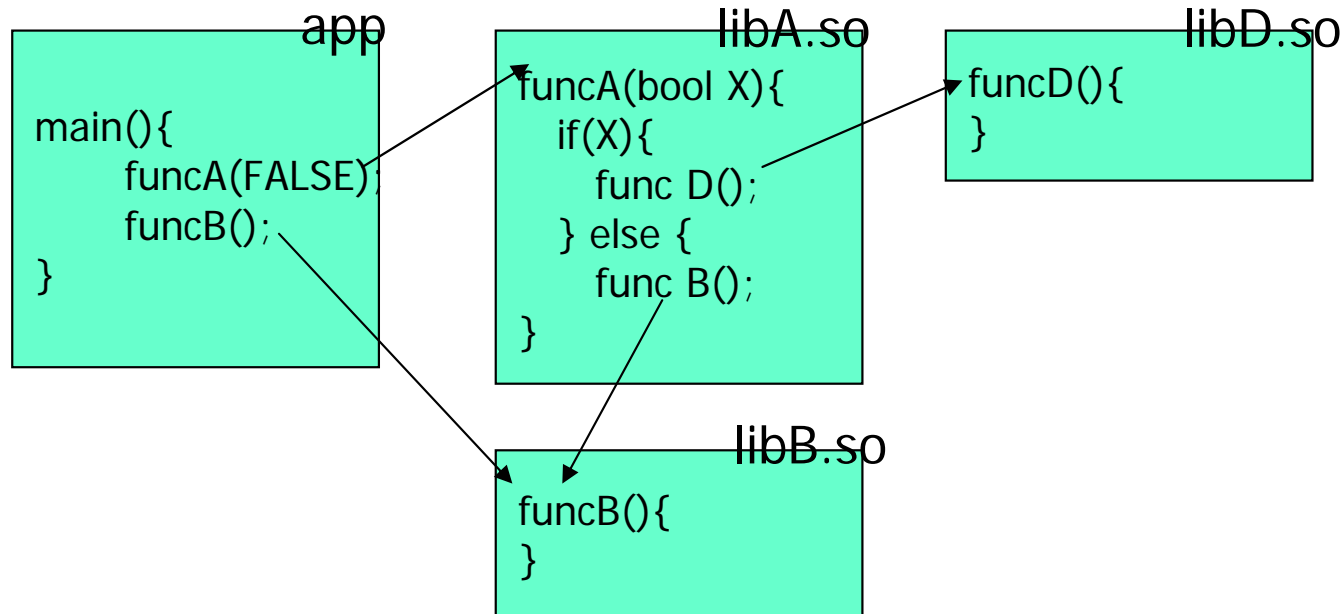 app
main(){
funcA(FALSE);
funcB();
}
libA.so
funcA(bool X){
if(X){
func D();
} else {
func B();
}
libD.so
funcD(){
}
libB.so
funcB(){
}